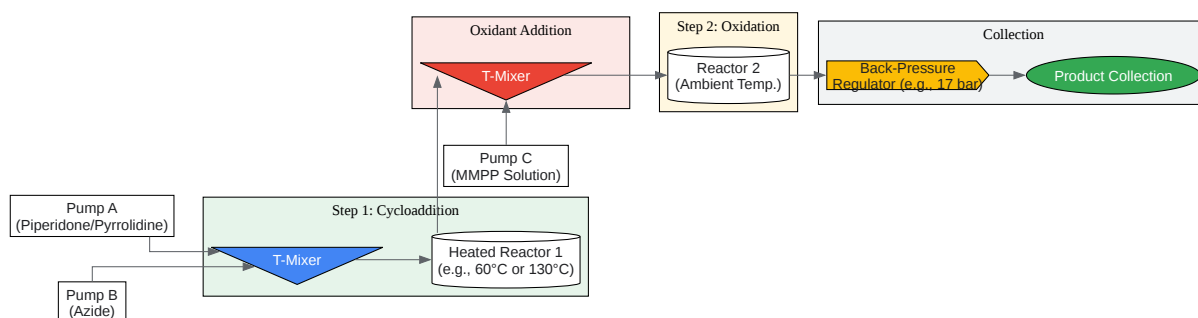 Oxidant Addition
T-Mixer
Step 2: Oxidation
Reactor 2
(Ambient Temp.)
Collection
Back-Pressure
Regulator (e.g., 17 bar)
Product Collection
Pump C
(MMPP Solution)
Pump A
(Piperidone/Pyrrolidine)
Step 1: Cycloaddition
T-Mixer
Heated Reactor 1
(e.g., 60°C or 130°C)
Pump B
(Azide)